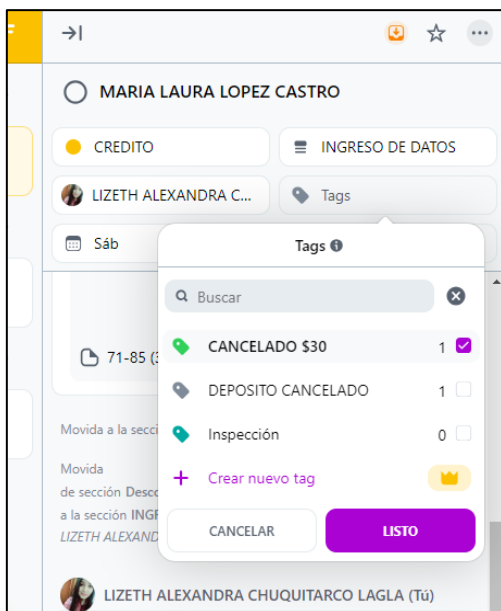 MARIA LAURA LOPEZ CASTRO
CREDITO
INGRESO DE DATOS
LIZETH ALEXANDRA C...
Tags
Sáb
Tags
Buscar
CANCELADO $30 1
DEPOSITO CANCELADO 1
Inspección 0
+ Crear nuevo tag
CANCELAR
LISTO
71-85 (
Movida a la secci
Movida
de sección Desc
a la sección INGR
LIZETH ALEXAND
LIZETH ALEXANDRA CHUQUITARCO LAGLA (Tú)